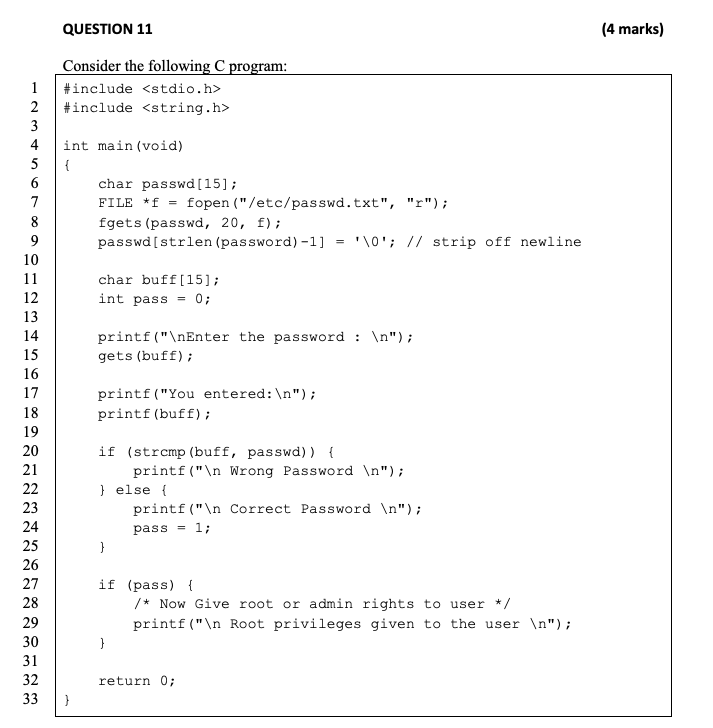 QUESTION 11 (4 marks)
Consider the following C program:
1 #include <stdio.h>
2 #include <string.h>
3
4 int main(void)
5 {
6     char passwd[15];
7     FILE *f = fopen("/etc/passwd.txt", "r");
8     fgets(passwd, 20, f);
9     passwd[strlen(password)-1] = '\0'; // strip off newline
10
11     char buff[15];
12     int pass = 0;
13
14     printf("\nEnter the password : \n");
15     gets(buff);
16
17     printf("You entered:\n");
18     printf(buff);
19
20     if (strcmp(buff, passwd)) {
21         printf("\n Wrong Password \n");
22     } else {
23         printf("\n Correct Password \n");
24         pass = 1;
25     }
26
27     if (pass) {
28         /* Now Give root or admin rights to user */
29         printf("\n Root privileges given to the user \n");
30     }
31
32     return 0;
33 }